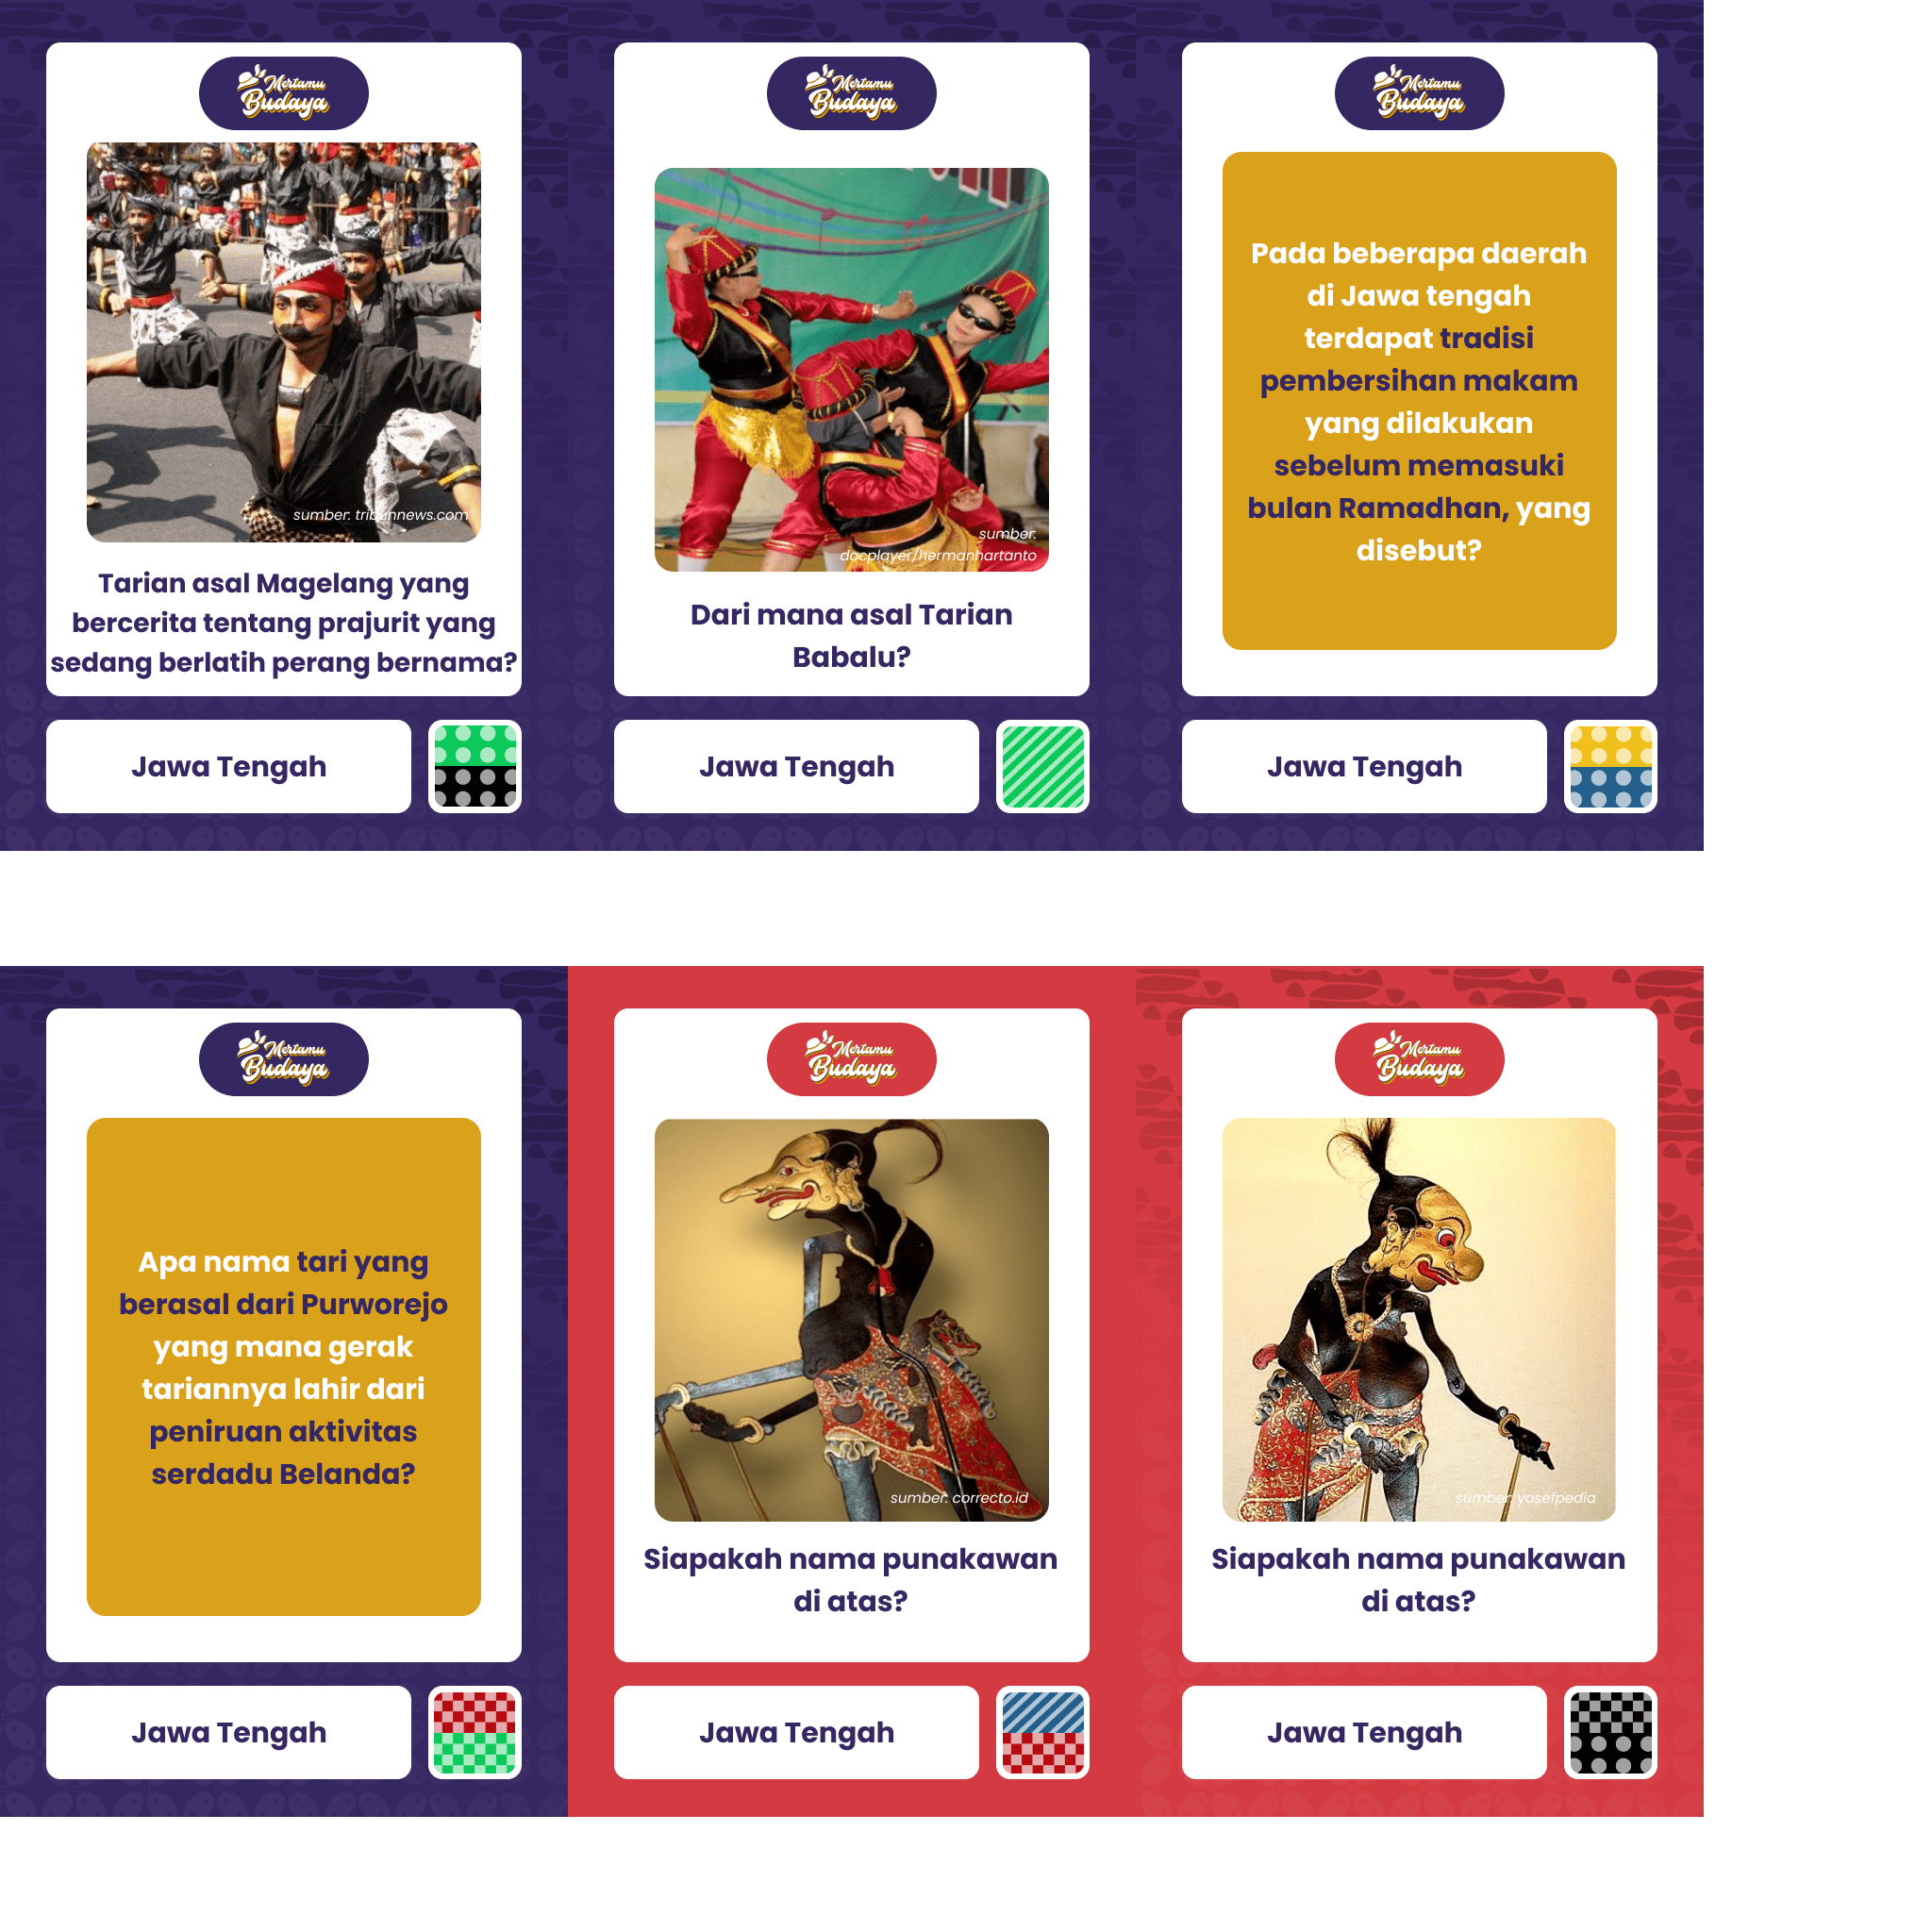 Mertamu
Budaya
sumber: tribunnews.com
Tarian asal Magelang yang
bercerita tentang prajurit yang
sedang berlatih perang bernama?
Jawa Tengah
Mertamu
Budaya
sumber:
docplayer/hermanhartanto
Dari mana asal Tarian
Babalu?
Jawa Tengah
Mertamu
Budaya
Pada beberapa daerah
di Jawa tengah
terdapat tradisi
pembersihan makam
yang dilakukan
sebelum memasuki
bulan Ramadhan, yang
disebut?
Jawa Tengah
Mertamu
Budaya
Apa nama tari yang
berasal dari Purworejo
yang mana gerak
tariannya lahir dari
peniruan aktivitas
serdadu Belanda?
Jawa Tengah
Mertamu
Budaya
sumber: correcto.id
Siapakah nama punakawan
di atas?
Jawa Tengah
Mertamu
Budaya
sumber: yosefpedia
Siapakah nama punakawan
di atas?
Jawa Tengah